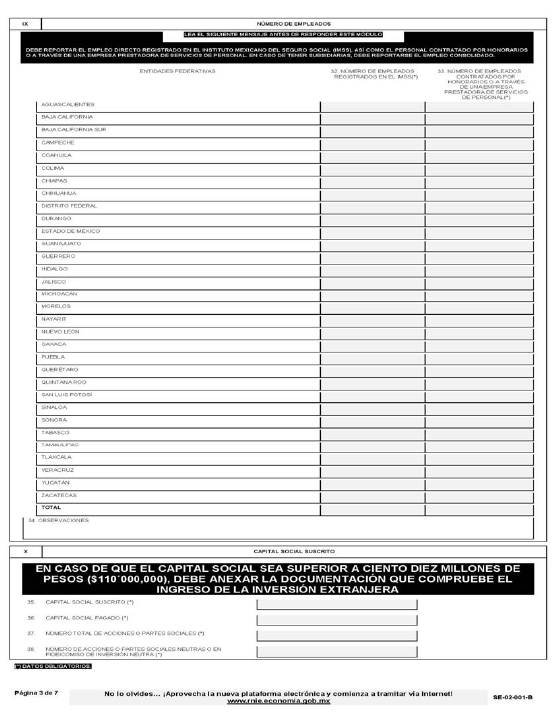 IX
NÚMERO DE EMPLEADOS
LEA EL SIGUIENTE MENSAJE ANTES DE RESPONDER ESTE MÓDULO
DEBE REPORTAR EL EMPLEO DIRECTO REGISTRADO EN EL INSTITUTO MEXICANO DEL SEGURO SOCIAL (IMSS), ASÍ COMO EL PERSONAL CONTRATADO POR HONORARIOS
O A TRAVÉS DE UNA EMPRESA PRESTADORA DE SERVICIOS DE PERSONAL. EN CASO DE TENER SUBSIDIARIAS, DEBE REPORTARSE EL EMPLEO CONSOLIDADO.
ENTIDADES FEDERATIVAS
32. NÚMERO DE EMPLEADOS
REGISTRADOS EN EL IMSS(*)
33. NÚMERO DE EMPLEADOS
CONTRATADOS POR
HONORARIOS O A TRAVÉS
DE UNA EMPRESA
PRESTADORA DE SERVICIOS
DE PERSONAL(*)
AGUASCALIENTES
BAJA CALIFORNIA
BAJA CALIFORNIA SUR
CAMPECHE
COAHUILA
COLIMA
CHIAPAS
CHIHUAHUA
DISTRITO FEDERAL
DURANGO
ESTADO DE MÉXICO
GUANAJUATO
GUERRERO
HIDALGO
JALISCO
MICHOACÁN
MORELOS
NAYARIT
NUEVO LEÓN
OAXACA
PUEBLA
QUERÉTARO
QUINTANA ROO
SAN LUIS POTOSÍ
SINALOA
SONORA
TABASCO
TAMAULIPAS
TLAXCALA
VERACRUZ
YUCATÁN
ZACATECAS
TOTAL
34. OBSERVACIONES
X
CAPITAL SOCIAL SUSCRITO
EN CASO DE QUE EL CAPITAL SOCIAL SEA SUPERIOR A CIENTO DIEZ MILLONES DE
PESOS ($110´000,000), DEBE ANEXAR LA DOCUMENTACIÓN QUE COMPRUEBE EL
INGRESO DE LA INVERSIÓN EXTRANJERA
35. CAPITAL SOCIAL SUSCRITO (*)
36. CAPITAL SOCIAL PAGADO (*)
37. NÚMERO TOTAL DE ACCIONES O PARTES SOCIALES (*)
38. NÚMERO DE ACCIONES O PARTES SOCIALES NEUTRAS O EN
FIDEICOMISO DE INVERSIÓN NEUTRA (*)
(*) DATOS OBLIGATORIOS.
Página 3 de 7
No lo olvides... ¡Aprovecha la nueva plataforma electrónica y comienza a tramitar vía Internet!
www.rnie.economia.gob.mx
SE-02-001-B